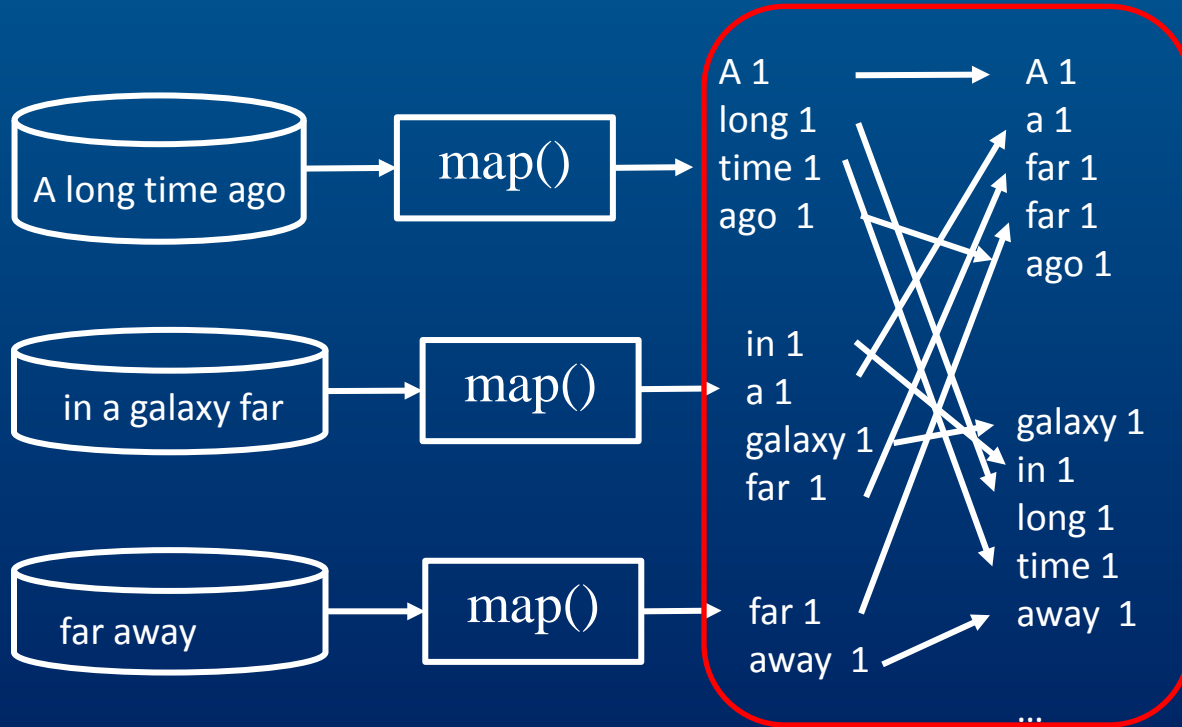 A long time ago
map()
A 1
long 1
time 1
ago 1
in a galaxy far
map()
in 1
a 1
galaxy 1
far 1
far away
map()
far 1
away 1
A 1
a 1
far 1
far 1
ago 1
galaxy 1
in 1
long 1
time 1
away 1
...